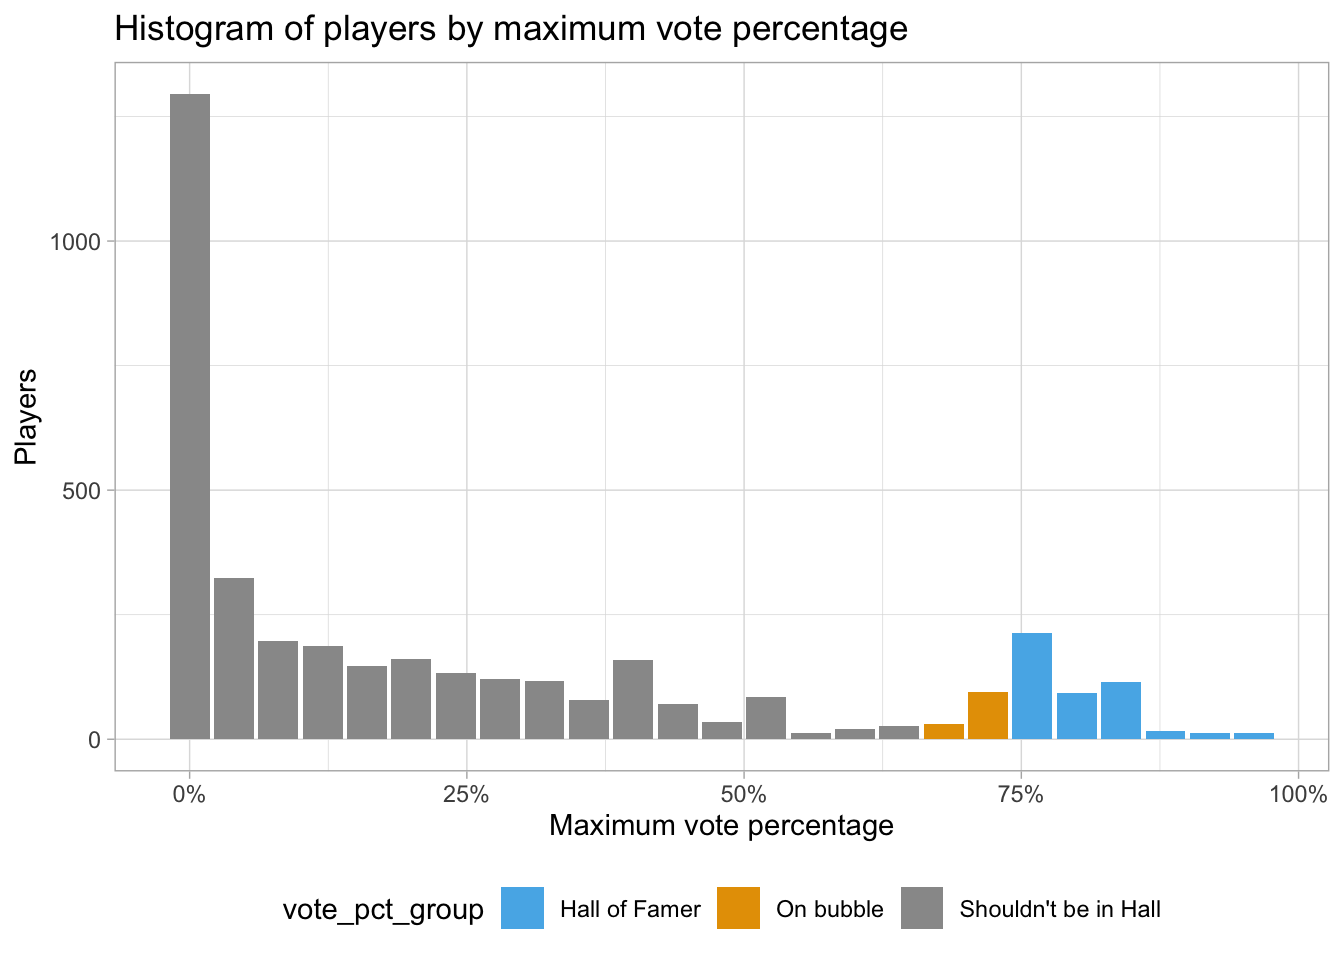 Histogram of players by maximum vote percentage
Players
1000
500
0
0% 25% 50% 75% 100%
Maximum vote percentage
vote_pct_group Hall of Famer On bubble Shouldn't be in Hall